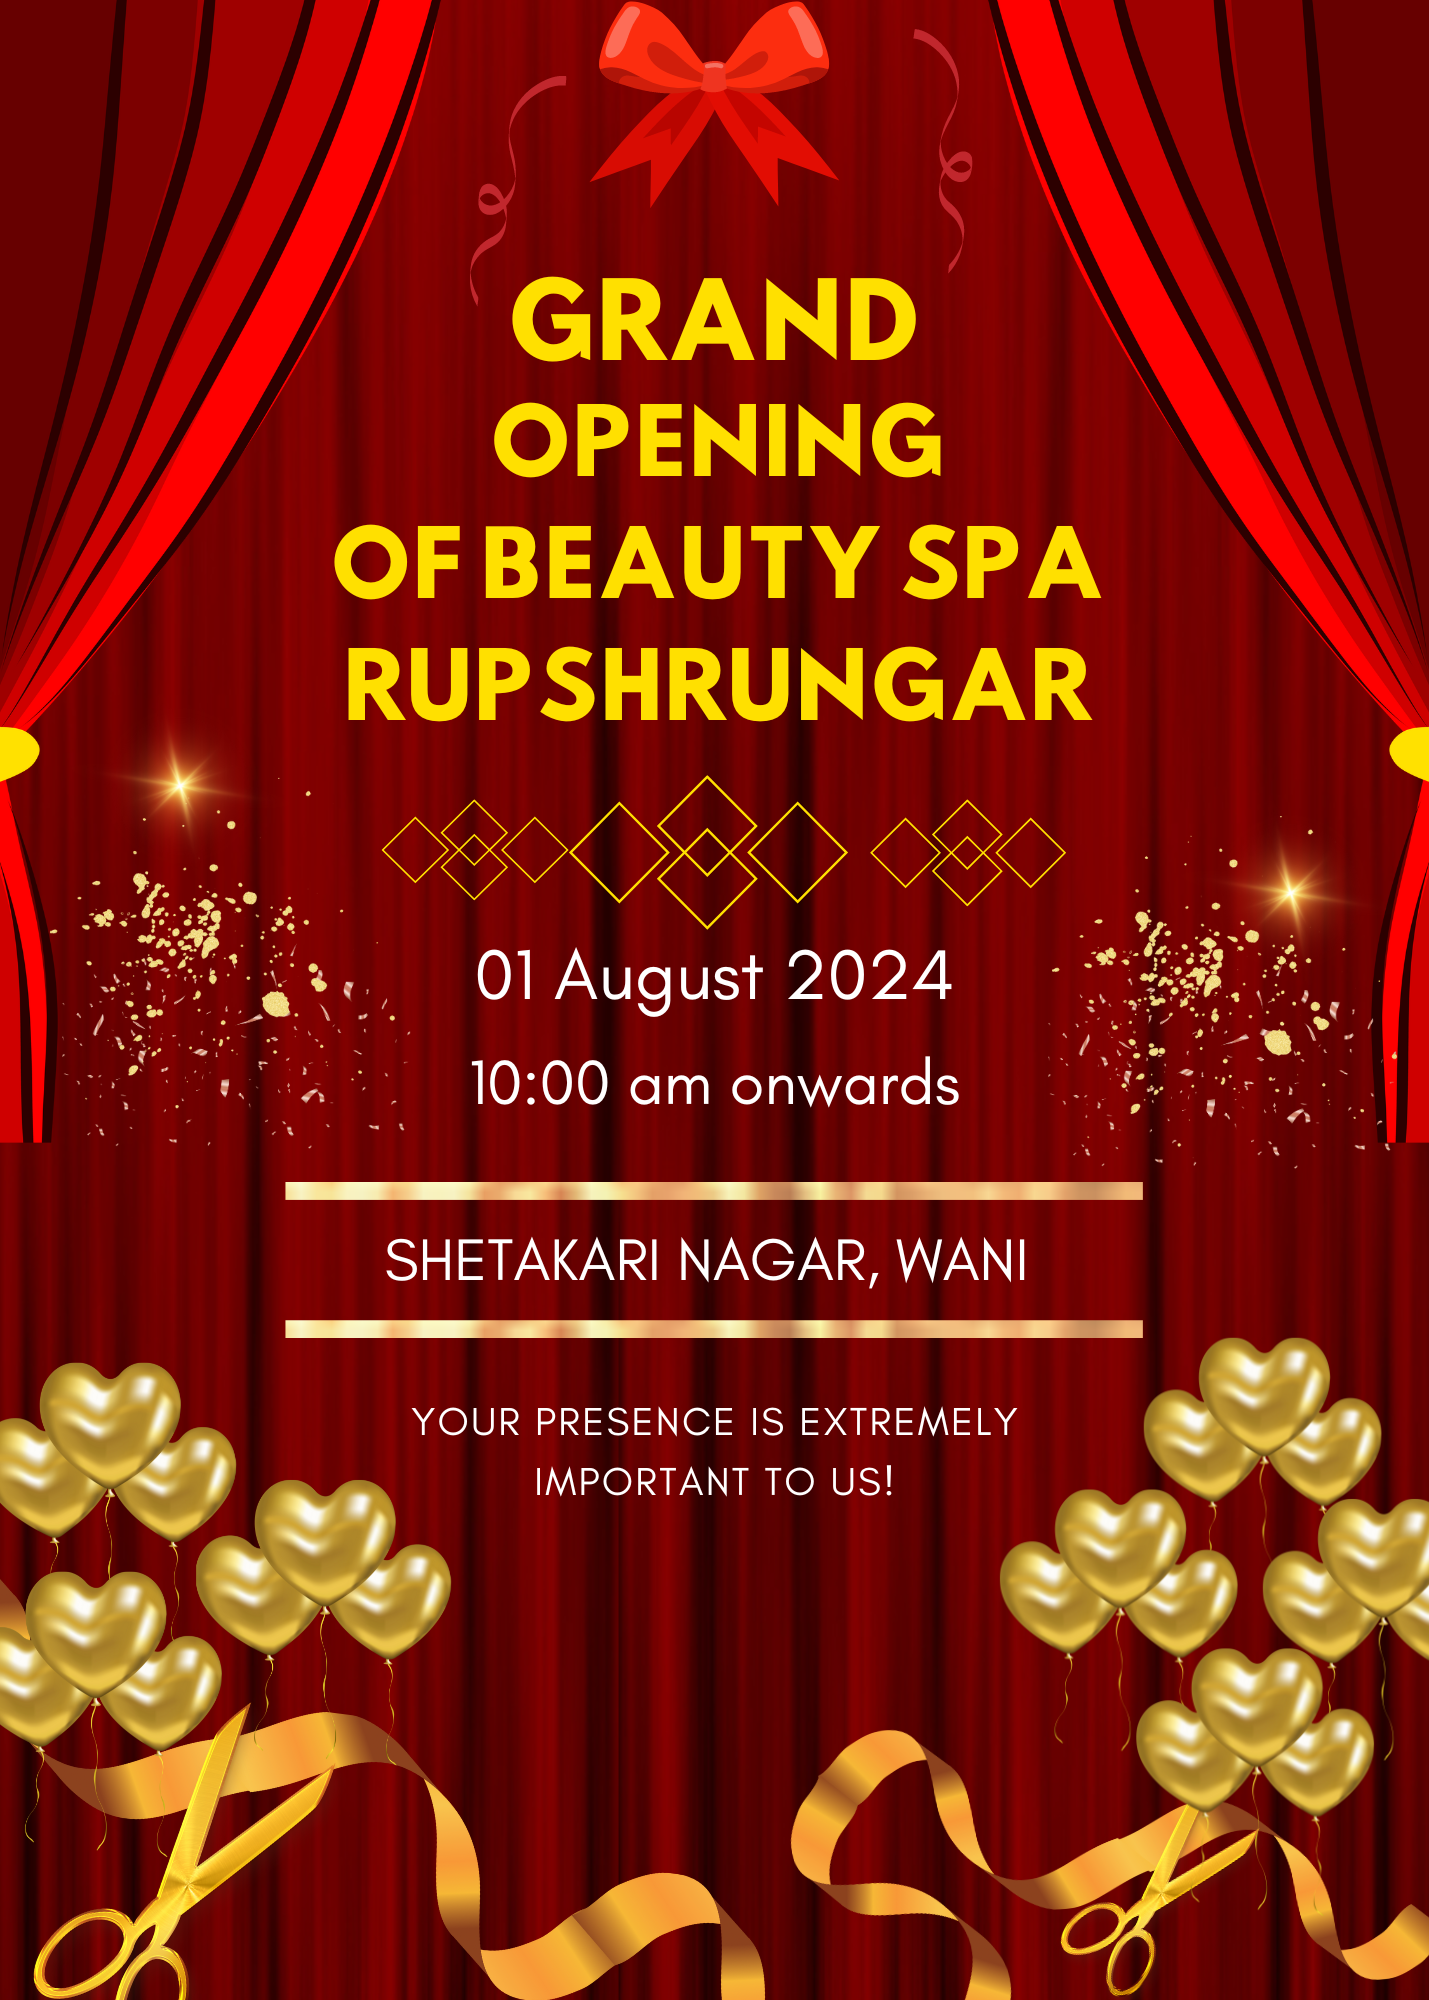 GRAND
OPENING
OF BEAUTY SPA
RUPSHRUNGAR
01 August 2024
10:00 am onwards
SHETAKARI NAGAR, WANI
YOUR PRESENCE IS EXTREMELY
IMPORTANT TO US!